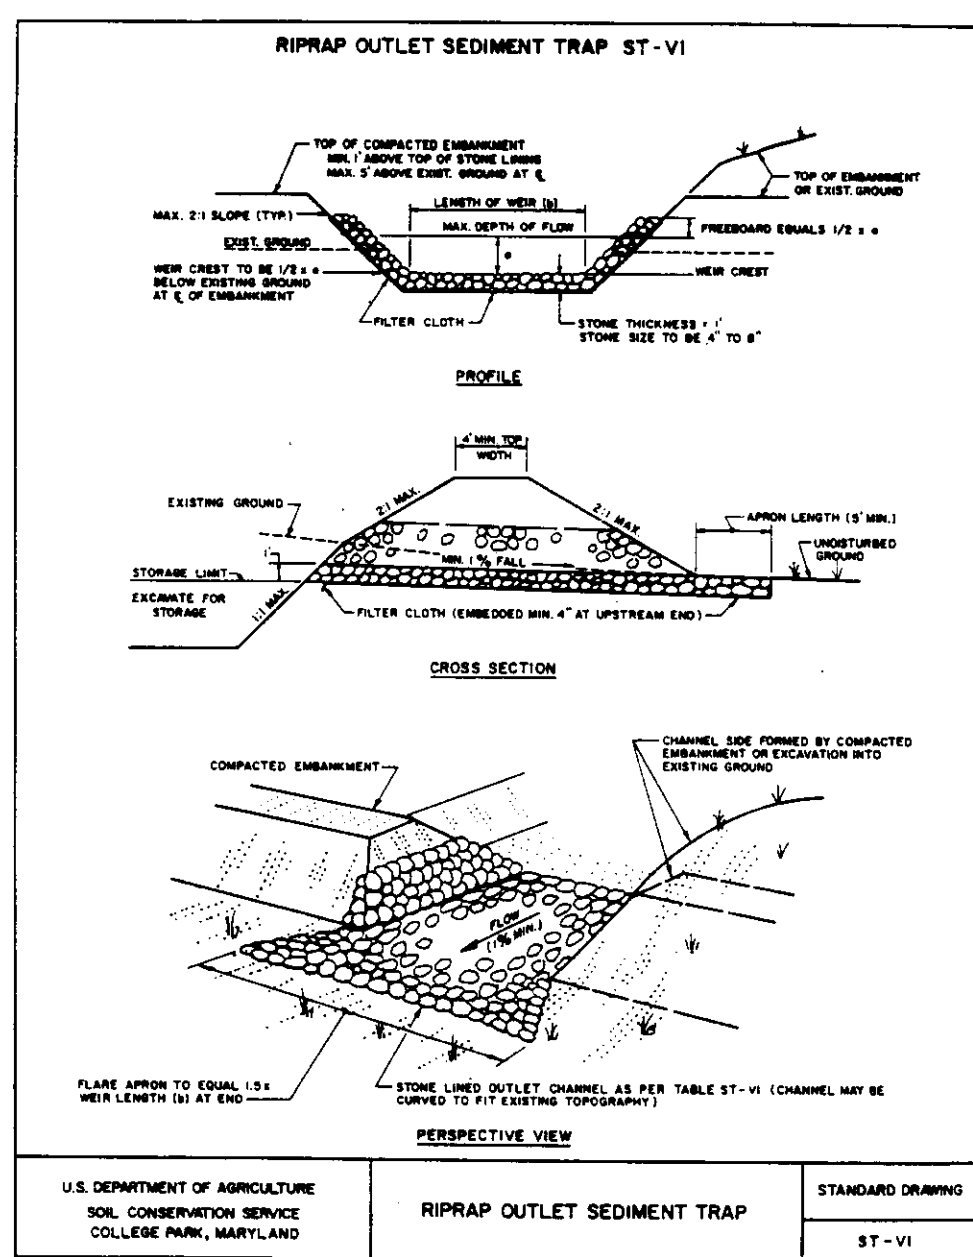 RIPRAP OUTLET SEDIMENT TRAP ST-VI
TOP OF COMPACTED EMBANKMENT
MIN. 1' ABOVE TOP OF STONE LINING
MAX. 5' ABOVE EXIST. GROUND AT ℄
TOP OF EMBANKMENT
OR EXIST. GROUND
LENGTH OF WEIR (b)
MAX. 2:1 SLOPE (TYP.)
MAX. DEPTH OF FLOW
FREEBOARD EQUALS 1/2 x a
EXIST. GROUND
a
WEIR CREST TO BE 1/2 x a
BELOW EXISTING GROUND
AT ℄ OF EMBANKMENT
WEIR CREST
FILTER CLOTH
STONE THICKNESS = 1'
STONE SIZE TO BE 4" TO 8"
PROFILE
4' MIN. TOP
WIDTH
2:1 MAX.
2:1 MAX.
EXISTING GROUND
APRON LENGTH (5' MIN.)
UNDISTURBED
GROUND
1'
MIN. 1% FALL
STORAGE LIMIT
EXCAVATE FOR
STORAGE
1:1 MAX.
FILTER CLOTH (EMBEDDED MIN. 4" AT UPSTREAM END)
CROSS SECTION
CHANNEL SIDE FORMED BY COMPACTED
EMBANKMENT OR EXCAVATION INTO
EXISTING GROUND
COMPACTED EMBANKMENT
FLOW
(1% MIN.)
FLARE APRON TO EQUAL 1.5 x
WEIR LENGTH (b) AT END
STONE LINED OUTLET CHANNEL AS PER TABLE ST-VI (CHANNEL MAY BE
CURVED TO FIT EXISTING TOPOGRAPHY)
PERSPECTIVE VIEW
U.S. DEPARTMENT OF AGRICULTURE
SOIL CONSERVATION SERVICE
COLLEGE PARK, MARYLAND
RIPRAP OUTLET SEDIMENT TRAP
STANDARD DRAWING
ST-VI